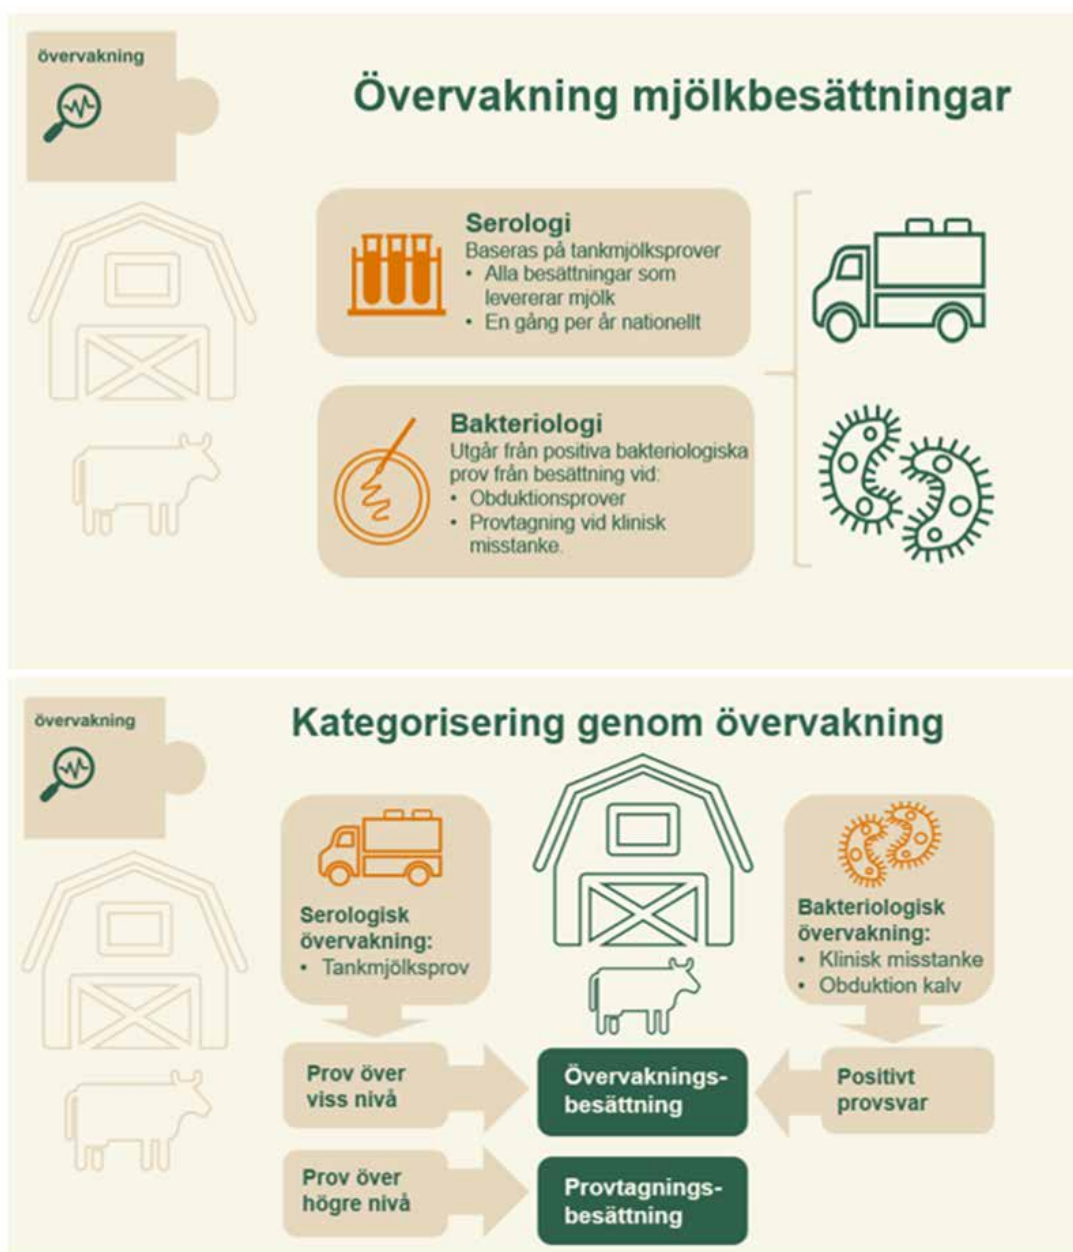 övervakning
Övervakning mjölkbesättningar
Serologi
Baseras på tankmjölksprover
• Alla besättningar som
levererar mjölk
• En gång per år nationellt
Bakteriologi
Utgår från positiva bakteriologiska
prov från besättning vid:
• Obduktionsprover
• Provtagning vid klinisk
misstanke.
övervakning
Kategorisering genom övervakning
Serologisk
övervakning:
• Tankmjölksprov
Bakteriologisk
övervakning:
• Klinisk misstanke
• Obduktion kalv
Prov över
viss nivå
Övervaknings-
besättning
Positivt
provsvar
Prov över
högre nivå
Provtagnings-
besättning